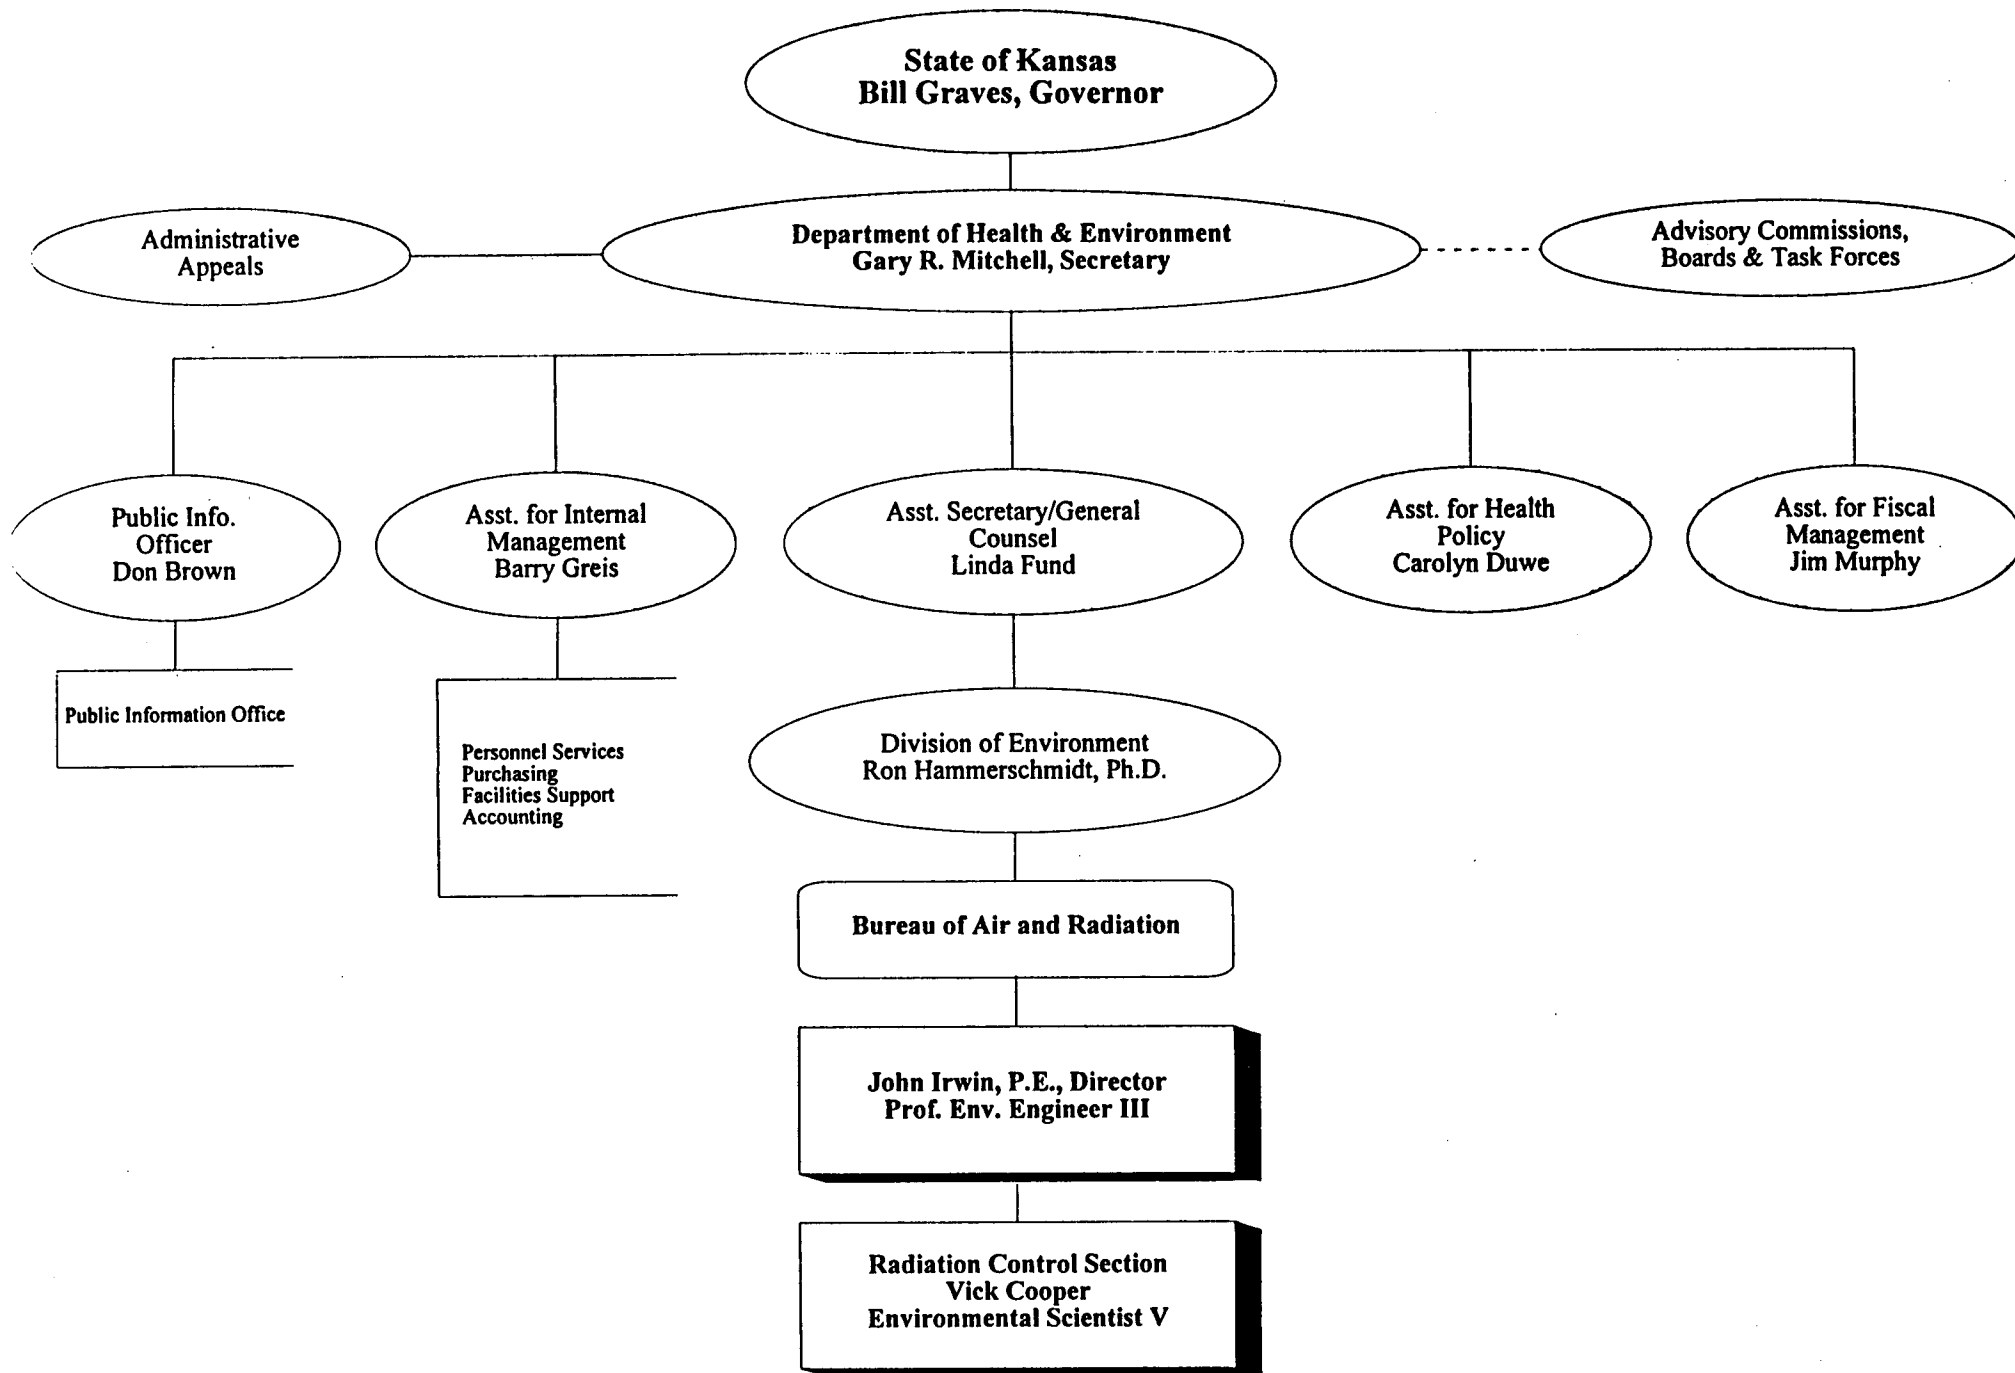 State of Kansas
Bill Graves, Governor
Administrative
Appeals
Department of Health & Environment
Gary R. Mitchell, Secretary
Advisory Commissions,
Boards & Task Forces
Public Info.
Officer
Don Brown
Asst. for Internal
Management
Barry Greis
Asst. Secretary/General
Counsel
Linda Fund
Asst. for Health
Policy
Carolyn Duwe
Asst. for Fiscal
Management
Jim Murphy
Public Information Office
Personnel Services
Purchasing
Facilities Support
Accounting
Division of Environment
Ron Hammerschmidt, Ph.D.
Bureau of Air and Radiation
John Irwin, P.E., Director
Prof. Env. Engineer III
Radiation Control Section
Vick Cooper
Environmental Scientist V